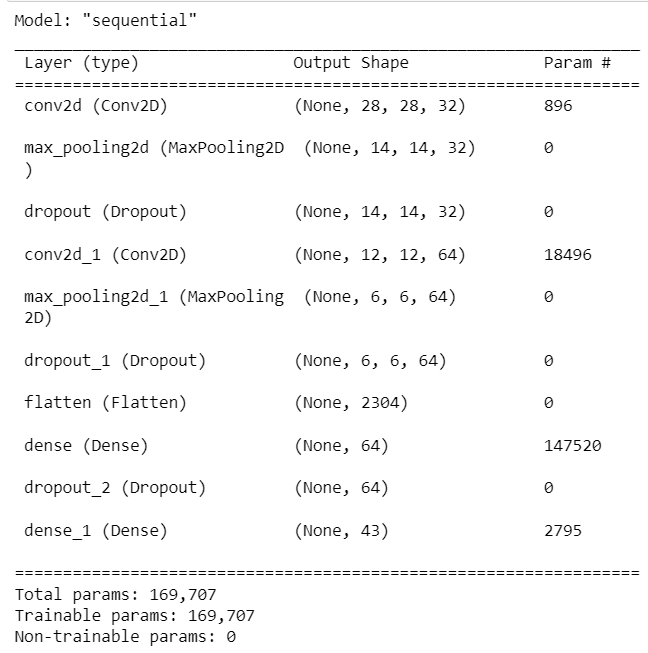 Model: "sequential"
Layer (type) Output Shape Param #
conv2d (Conv2D) (None, 28, 28, 32) 896
max_pooling2d (MaxPooling2D (None, 14, 14, 32) 0
)
dropout (Dropout) (None, 14, 14, 32) 0
conv2d_1 (Conv2D) (None, 12, 12, 64) 18496
max_pooling2d_1 (MaxPooling (None, 6, 6, 64) 0
2D)
dropout_1 (Dropout) (None, 6, 6, 64) 0
flatten (Flatten) (None, 2304) 0
dense (Dense) (None, 64) 147520
dropout_2 (Dropout) (None, 64) 0
dense_1 (Dense) (None, 43) 2795
Total params: 169,707
Trainable params: 169,707
Non-trainable params: 0